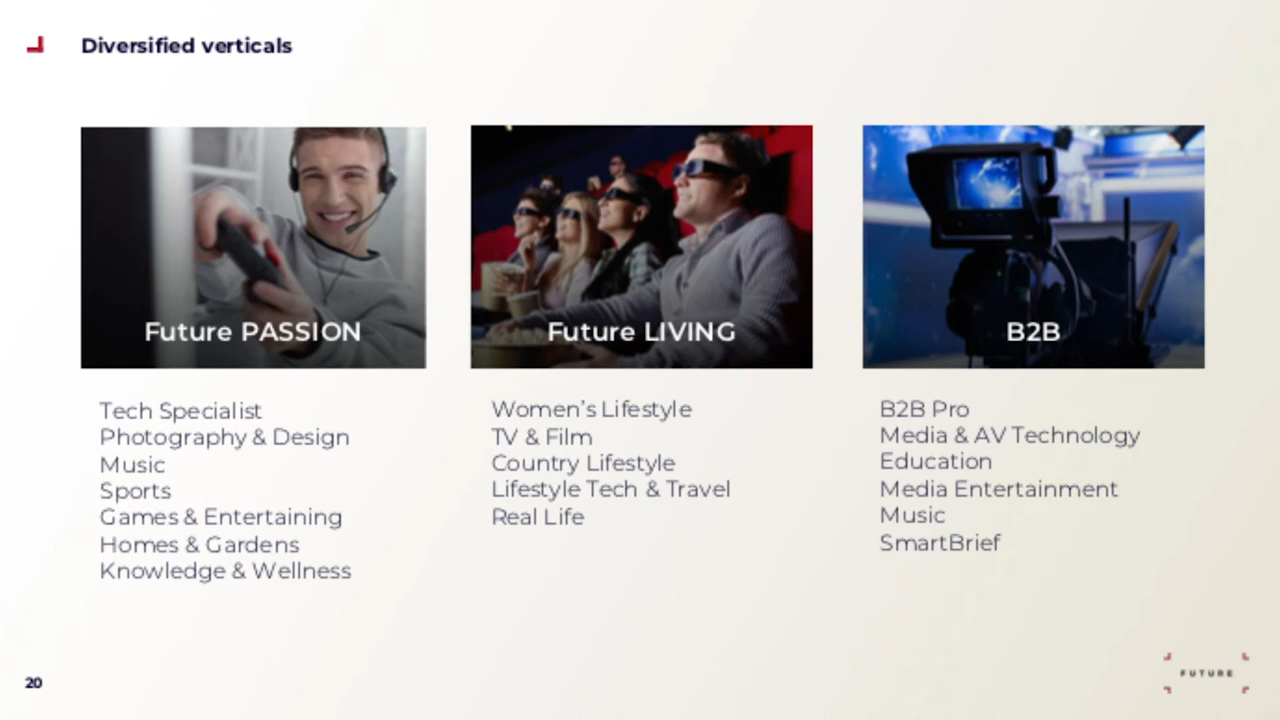 Diversified verticals
Future PASSION
Tech Specialist
Photography & Design
Music
Sports
Games & Entertaining
Homes & Gardens
Knowledge & Wellness
Future LIVING
Women's Lifestyle
TV & Film
Country Lifestyle
Lifestyle Tech & Travel
Real Life
B2B
B2B Pro
Media & AV Technology
Education
Media Entertainment
Music
SmartBrief
20
FUTURE